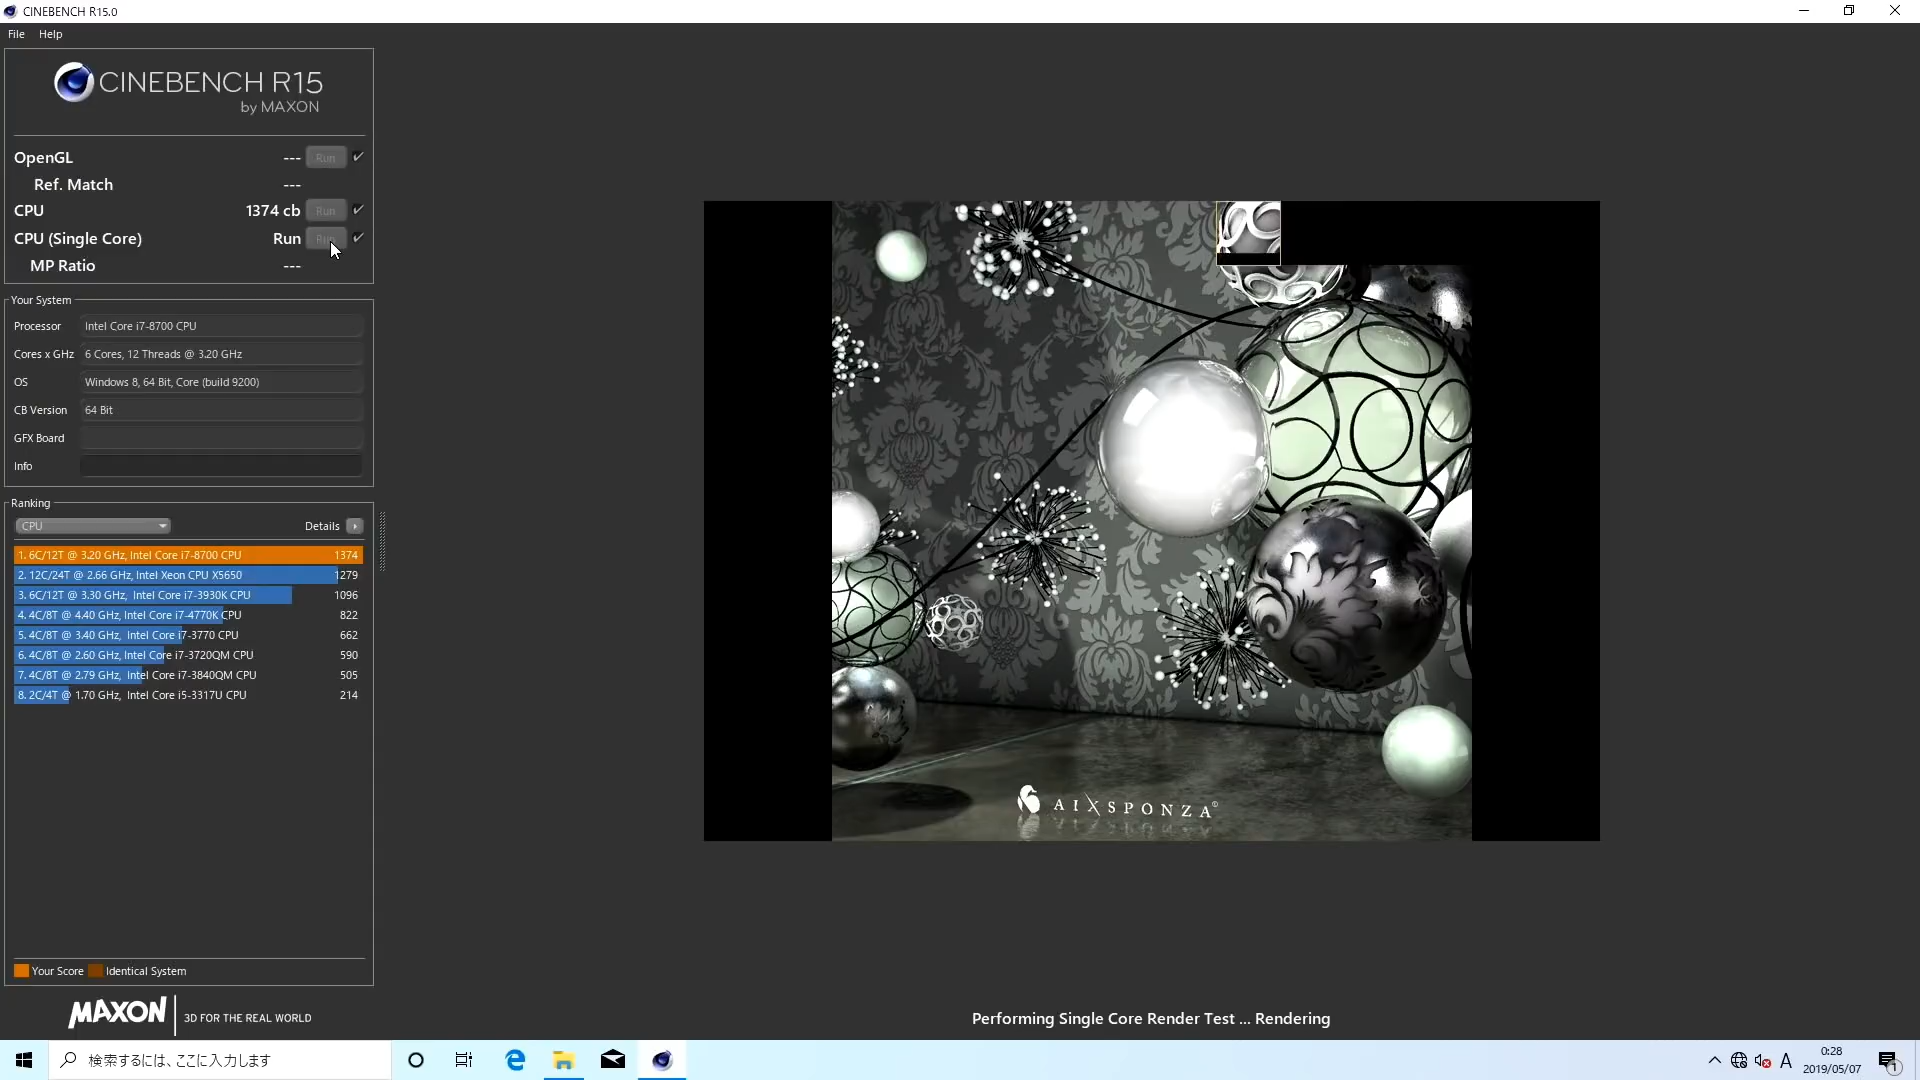 CINEBENCH R15.0
File Help
CINEBENCH R15
by MAXON
OpenGL --- Run
Ref. Match ---
CPU 1374 cb Run
CPU (Single Core) Run Run
MP Ratio ---
Your System
Processor Intel Core i7-8700 CPU
Cores x GHz 6 Cores, 12 Threads @ 3.20 GHz
OS Windows 8, 64 Bit, Core (build 9200)
CB Version 64 Bit
GFX Board
Info
Ranking
CPU Details
1. 6C/12T @ 3.20 GHz, Intel Core i7-8700 CPU 1374
2. 12C/24T @ 2.66 GHz, Intel Xeon CPU X5650 1279
3. 6C/12T @ 3.30 GHz, Intel Core i7-3930K CPU 1096
4. 4C/8T @ 4.40 GHz, Intel Core i7-4770K CPU 822
5. 4C/8T @ 3.40 GHz, Intel Core i7-3770 CPU 662
6. 4C/8T @ 2.60 GHz, Intel Core i7-3720QM CPU 590
7. 4C/8T @ 2.79 GHz, Intel Core i7-3840QM CPU 505
8. 2C/4T @ 1.70 GHz, Intel Core i5-3317U CPU 214
Your Score Identical System
MAXON 3D FOR THE REAL WORLD
AIXSPONZA®
Performing Single Core Render Test ... Rendering
検索するには、ここに入力します
A
0:28
2019/05/07
1